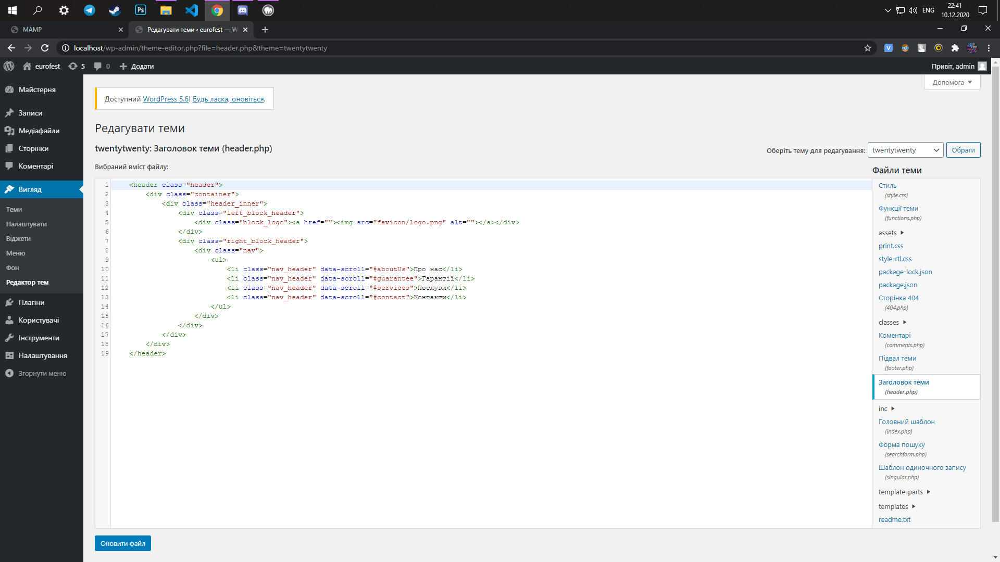 22:41
ENG
10.12.2020
MAMP
Редагувати теми ‹ eurofest — W
localhost/wp-admin/theme-editor.php?file=header.php&theme=twentytwenty
eurofest
5
0
Додати
Привіт, admin
Допомога
Майстерня
Записи
Медіафайли
Сторінки
Коментарі
Вигляд
Теми
Налаштувати
Віджети
Меню
Фон
Редактор тем
Плагіни
Користувачі
Інструменти
Налаштування
Згорнути меню
Доступний WordPress 5.6! Будь ласка, оновіться.
Редагувати теми
twentytwenty: Заголовок теми (header.php)
Оберіть тему для редагування: twentytwenty Обрати
Вибраний вміст файлу:
1 <header class="header">
2 <div class="container">
3 <div class="header_inner">
4 <div class="left_block_header">
5 <div class="block_logo"><a href=""><img src="favicon/logo.png" alt=""></a></div>
6 </div>
7 <div class="right_block_header">
8 <div class="nav">
9 <ul>
10 <li class="nav_header" data-scroll="#aboutUs">Про нас</li>
11 <li class="nav_header" data-scroll="#guarantee">Гарантії</li>
12 <li class="nav_header" data-scroll="#services">Послуги</li>
13 <li class="nav_header" data-scroll="#contact">Контакти</li>
14 </ul>
15 </div>
16 </div>
17 </div>
18 </div>
19 </header>
Файли теми
Стиль
(style.css)
Функції теми
(functions.php)
assets
print.css
style-rtl.css
package-lock.json
package.json
Сторінка 404
(404.php)
classes
Коментарі
(comments.php)
Підвал теми
(footer.php)
Заголовок теми
(header.php)
inc
Головний шаблон
(index.php)
Форма пошуку
(searchform.php)
Шаблон одиночного запису
(singular.php)
template-parts
templates
readme.txt
Оновити файл